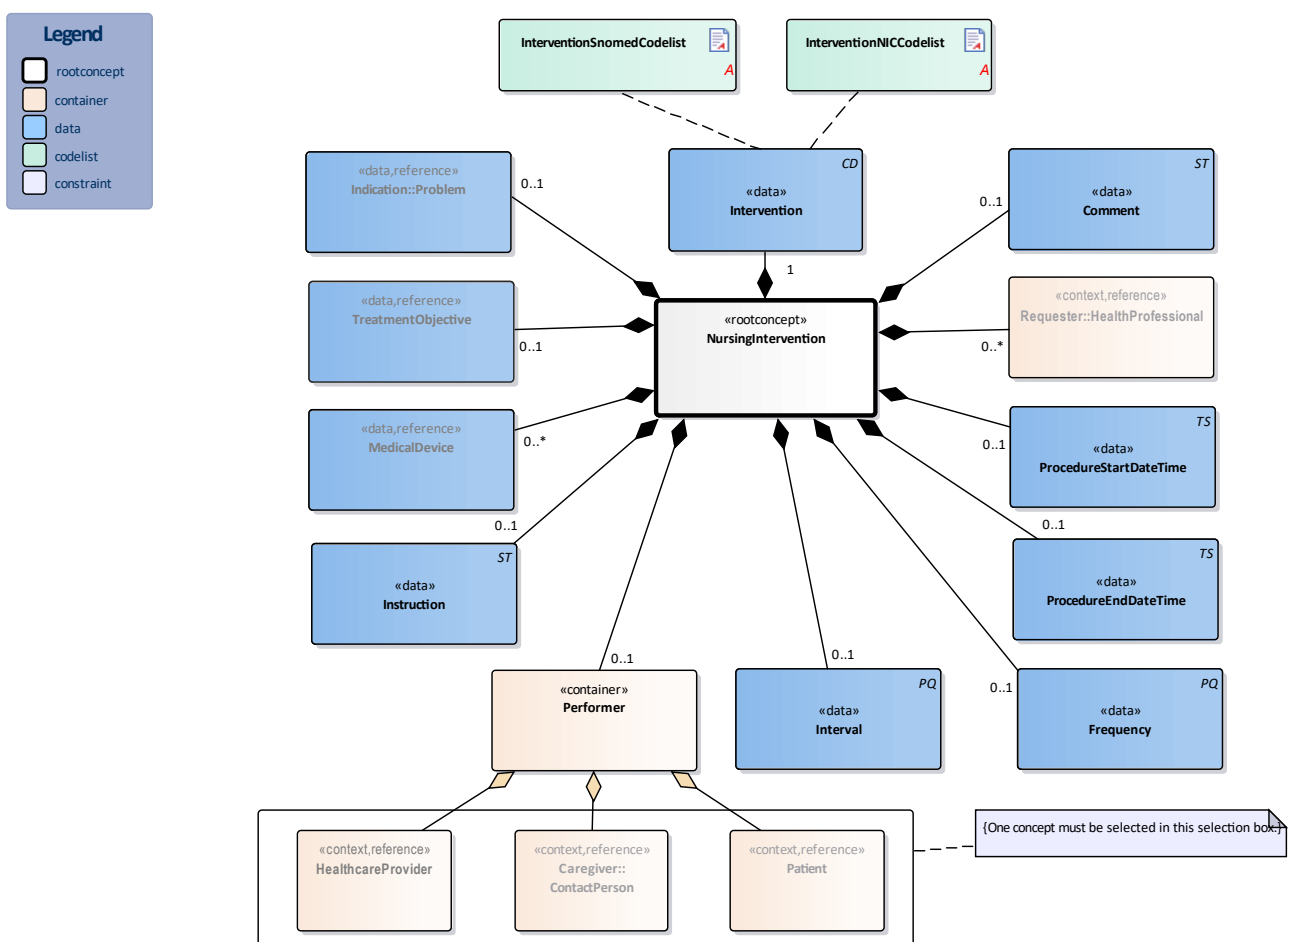 Legend
rootconcept
container
data
codelist
constraint
InterventionSnomedCodelist
A
InterventionNICCodelist
A
«data,reference»
Indication::Problem
0..1
CD
«data»
Intervention
1
ST
«data»
Comment
0..1
«data,reference»
TreatmentObjective
0..1
«rootconcept»
NursingIntervention
«context,reference»
Requester::HealthProfessional
0..*
«data,reference»
MedicalDevice
0..*
TS
«data»
ProcedureStartDateTime
0..1
ST
«data»
Instruction
0..1
TS
«data»
ProcedureEndDateTime
0..1
«container»
Performer
0..1
PQ
«data»
Interval
0..1
PQ
«data»
Frequency
0..1
«context,reference»
HealthcareProvider
«context,reference»
Caregiver::
ContactPerson
«context,reference»
Patient
{One concept must be selected in this selection box.}